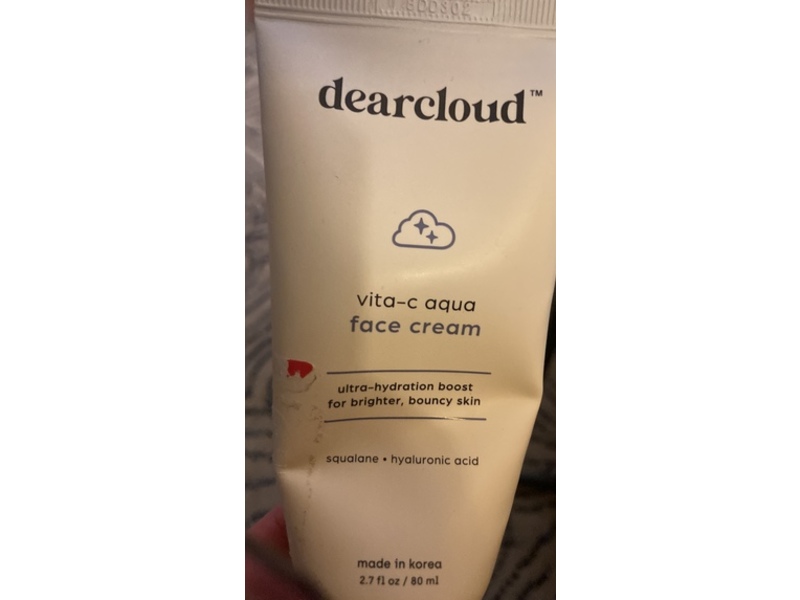 dearcloud™
vita-c aqua
face cream
ultra-hydration boost
for brighter, bouncy skin
squalane • hyaluronic acid
made in korea
2.7 fl oz / 80 ml